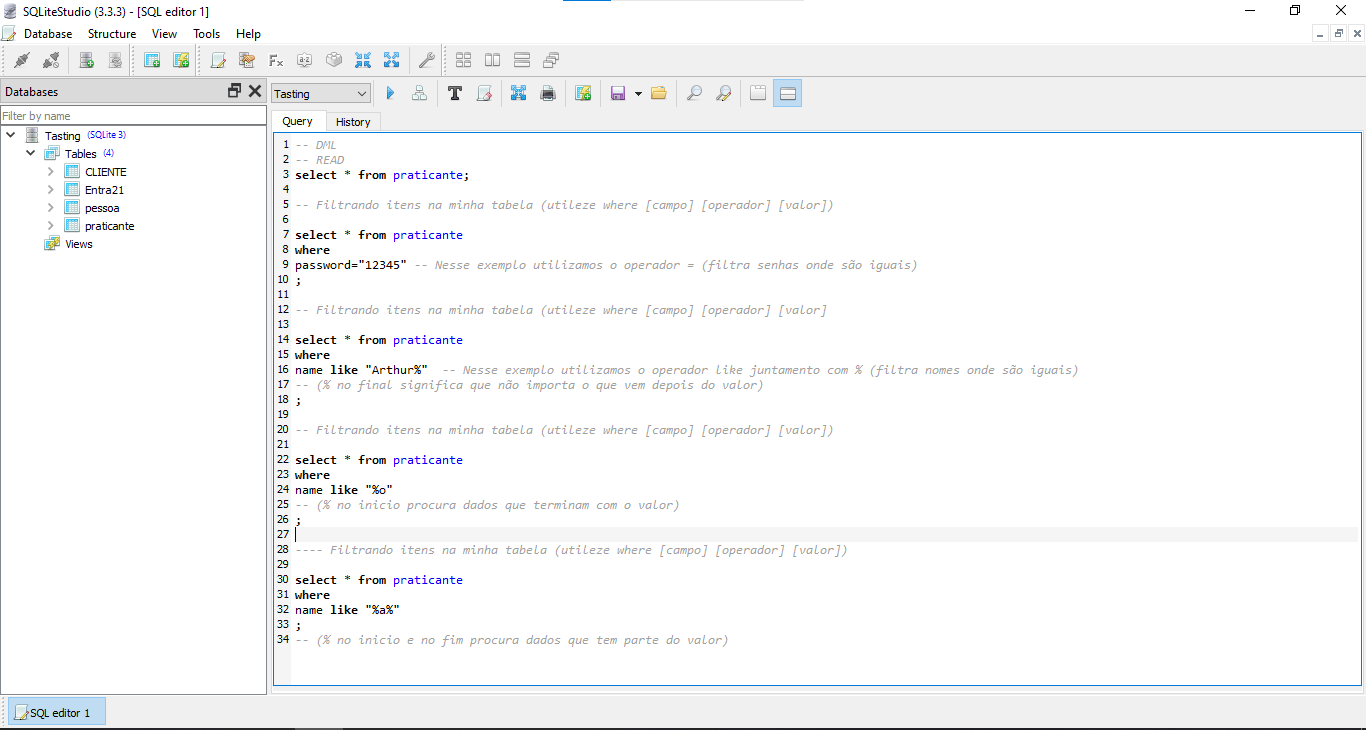 SQLiteStudio (3.3.3) - [SQL editor 1]
Database Structure View Tools Help
Databases
Tasting
Filter by name
Query History
Tasting (SQLite 3)
Tables (4)
CLIENTE
Entra21
pessoa
praticante
Views
1 -- DML
2 -- READ
3 select * from praticante;
4
5 -- Filtrando itens na minha tabela (utileze where [campo] [operador] [valor])
6
7 select * from praticante
8 where
9 password="12345" -- Nesse exemplo utilizamos o operador = (filtra senhas onde são iguais)
10 ;
11
12 -- Filtrando itens na minha tabela (utileze where [campo] [operador] [valor]
13
14 select * from praticante
15 where
16 name like "Arthur%"  -- Nesse exemplo utilizamos o operador like juntamento com % (filtra nomes onde são iguais)
17 -- (% no final significa que não importa o que vem depois do valor)
18 ;
19
20 -- Filtrando itens na minha tabela (utileze where [campo] [operador] [valor])
21
22 select * from praticante
23 where
24 name like "%o"
25 -- (% no inicio procura dados que terminam com o valor)
26 ;
27
28 ---- Filtrando itens na minha tabela (utileze where [campo] [operador] [valor])
29
30 select * from praticante
31 where
32 name like "%a%"
33 ;
34 -- (% no inicio e no fim procura dados que tem parte do valor)
SQL editor 1